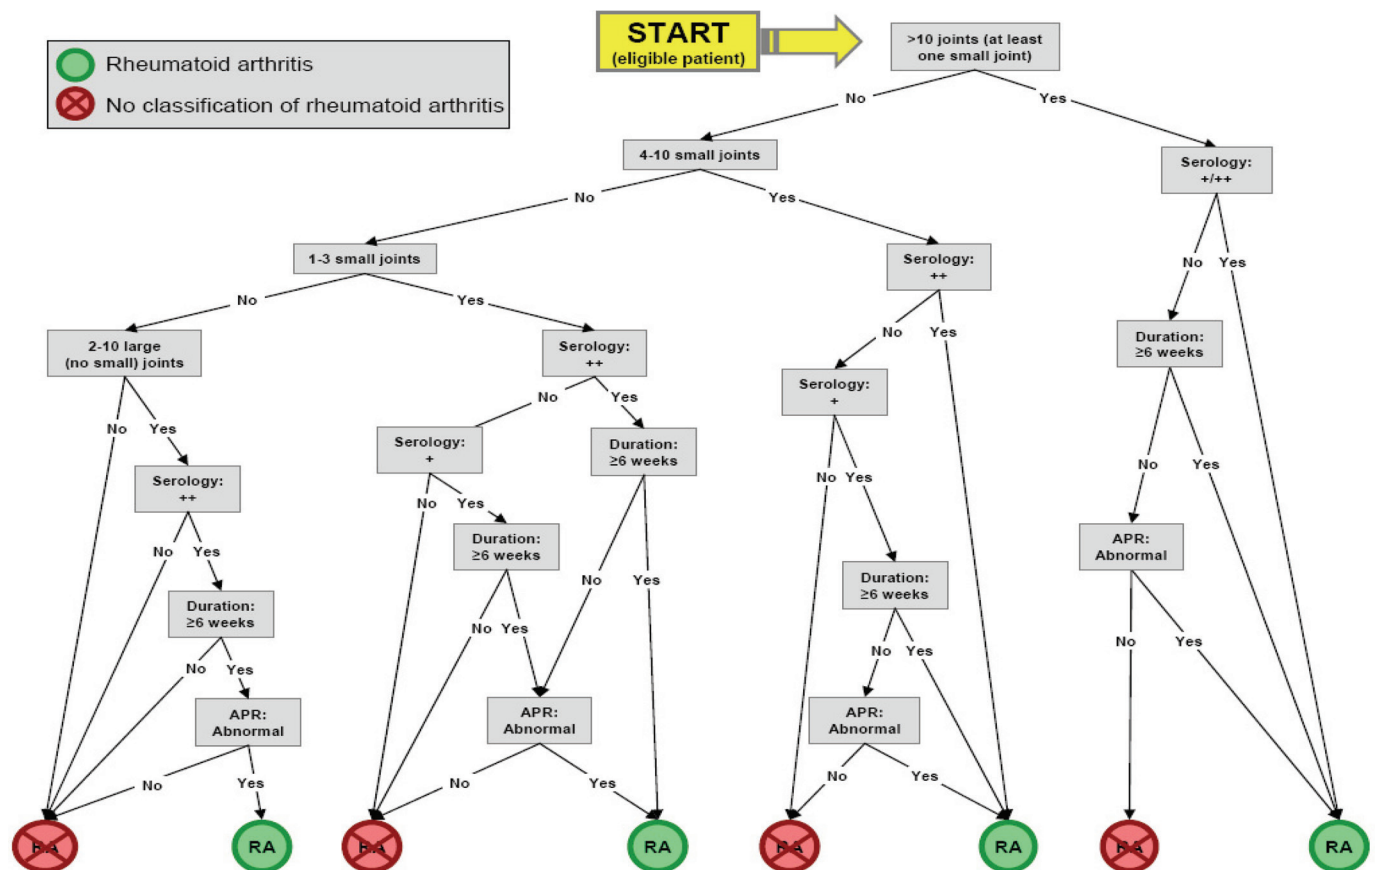 START
(eligible patient)
>10 joints (at least
one small joint)
Rheumatoid arthritis
No classification of rheumatoid arthritis
No
Yes
4-10 small joints
Serology:
+/++
No
Yes
1-3 small joints
Serology:
++
No
Yes
No
Yes
2-10 large
(no small) joints
Serology:
++
No
Yes
Duration:
≥6 weeks
Serology:
+
No
Yes
No
Yes
Serology:
+
Duration:
≥6 weeks
Serology:
++
No
Yes
No
Yes
No
Yes
APR:
Abnormal
Duration:
≥6 weeks
No
Yes
Duration:
≥6 weeks
No
Yes
Duration:
≥6 weeks
No
Yes
No
Yes
No
Yes
No
Yes
APR:
Abnormal
APR:
Abnormal
APR:
Abnormal
No
Yes
No
Yes
No
Yes
RA
RA
RA
RA
RA
RA
RA
RA